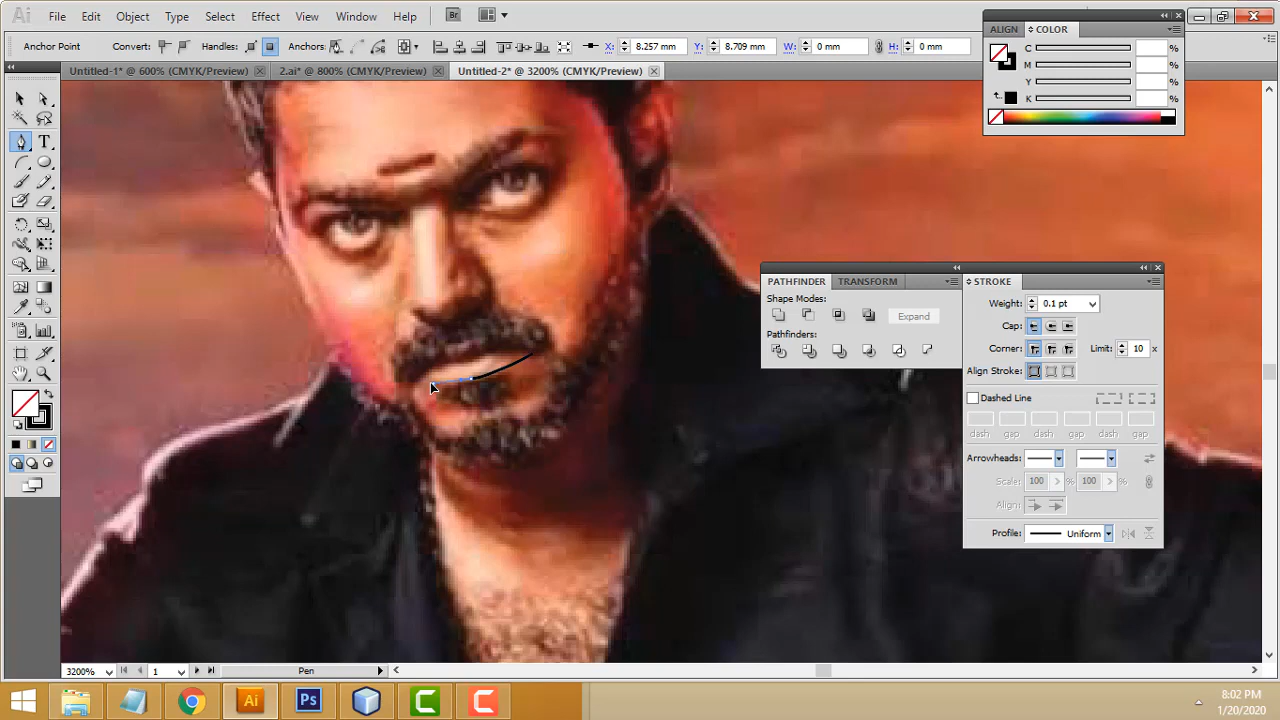 Ai File Edit Object Type Select Effect View Window Help Br
Anchor Point Convert: Handles: Anchors: X: 8.257 mm Y: 8.709 mm W: 0 mm H: 0 mm
Untitled-1* @ 600% (CMYK/Preview) 2.ai* @ 800% (CMYK/Preview) Untitled-2* @ 3200% (CMYK/Preview)
ALIGN COLOR
C %
M %
Y %
K %
PATHFINDER TRANSFORM
Shape Modes:
Expand
Pathfinders:
STROKE
Weight: 0.1 pt
Cap:
Corner: Limit: 10 x
Align Stroke:
Dashed Line
dash gap dash gap dash gap
Arrowheads:
Scale: 100 % 100 %
Align:
Profile: Uniform
3200% 1 Pen
Ai Ps C C
8:02 PM
1/20/2020